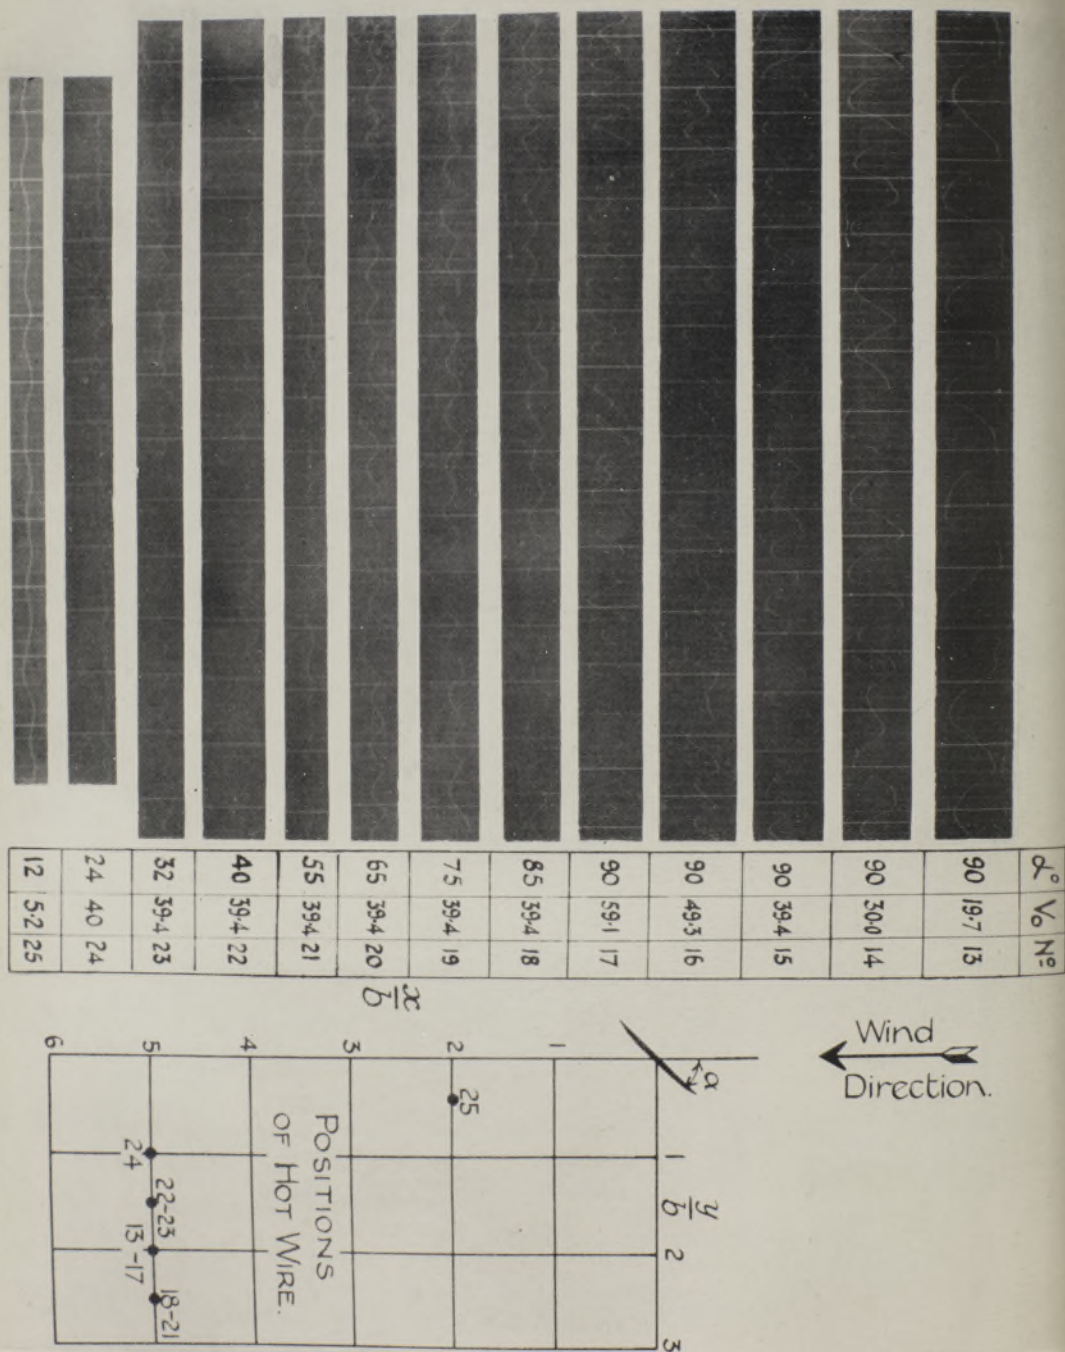 α° V₀ Nº
90 19·7 13
90 30·0 14
90 39·4 15
90 49·3 16
90 59·1 17
85 39·4 18
75 39·4 19
65 39·4 20
55 39·4 21
40 39·4 22
32 39·4 23
24 40 24
12 5·2 25
Wind
Direction.
α
x/b
1
2
3
4
5
6
y/b
1
2
3
POSITIONS
OF HOT WIRE.
25
24
22-23
13-17
18-21